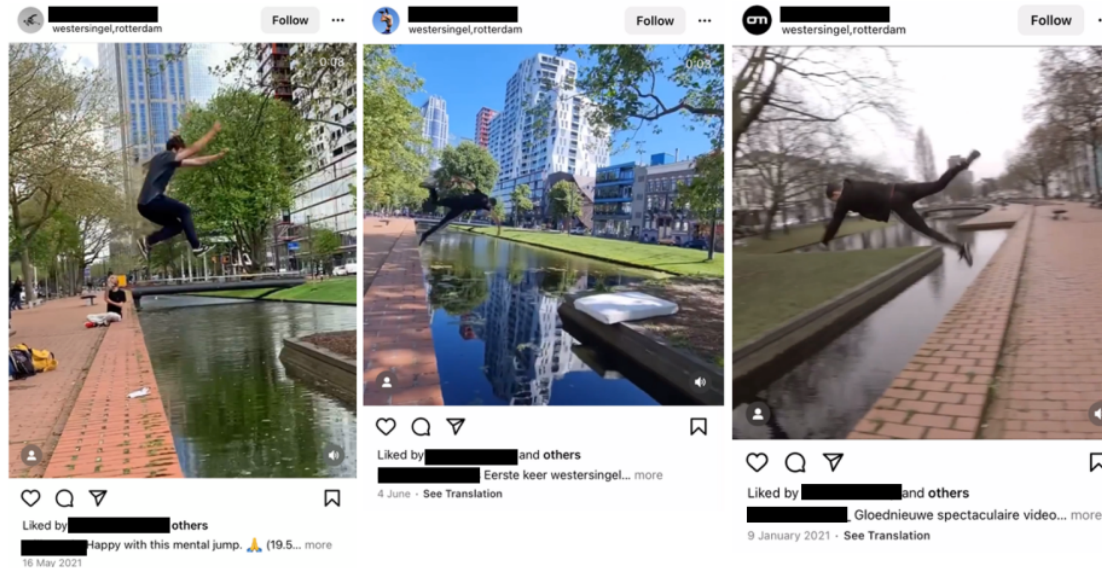 westersingel,rotterdam
Follow
0:03
Liked by others
Happy with this mental jump. 🙏 (19.5... more
16 May 2021
westersingel,rotterdam
Follow
0:03
Liked by and others
Eerste keer westersingel... more
4 June · See Translation
westersingel,rotterdam
Follow
Liked by and others
Gloednieuwe spectaculaire video... more
9 January 2021 · See Translation